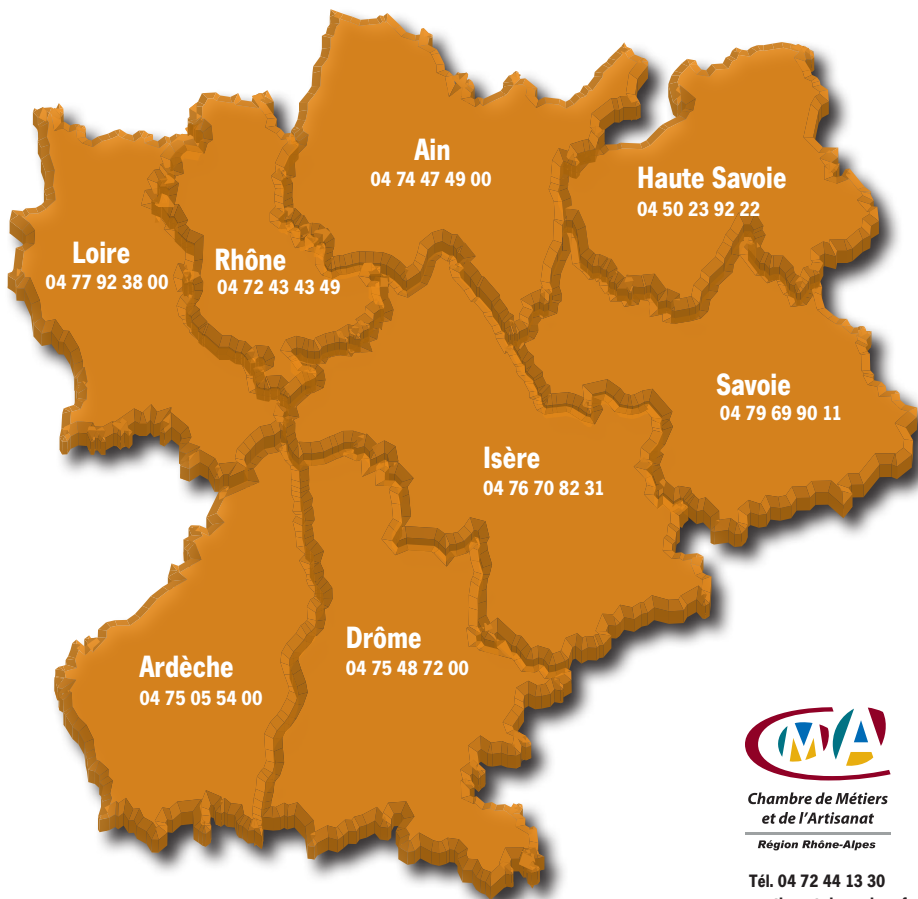 Ain
04 74 47 49 00
Haute Savoie
04 50 23 92 22
Loire
04 77 92 38 00
Rhône
04 72 43 43 49
Savoie
04 79 69 90 11
Isère
04 76 70 82 31
Drôme
04 75 48 72 00
Ardèche
04 75 05 54 00
CMA
Chambre de Métiers
et de l'Artisanat
Région Rhône-Alpes
Tél. 04 72 44 13 30